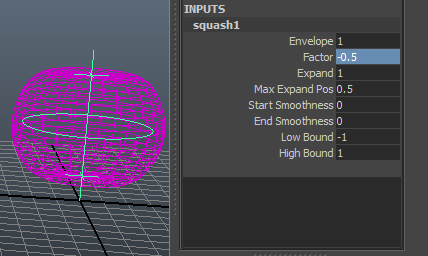 INPUTS
squash1
Envelope 1
Factor -0.5
Expand 1
Max Expand Pos 0.5
Start Smoothness 0
End Smoothness 0
Low Bound -1
High Bound 1